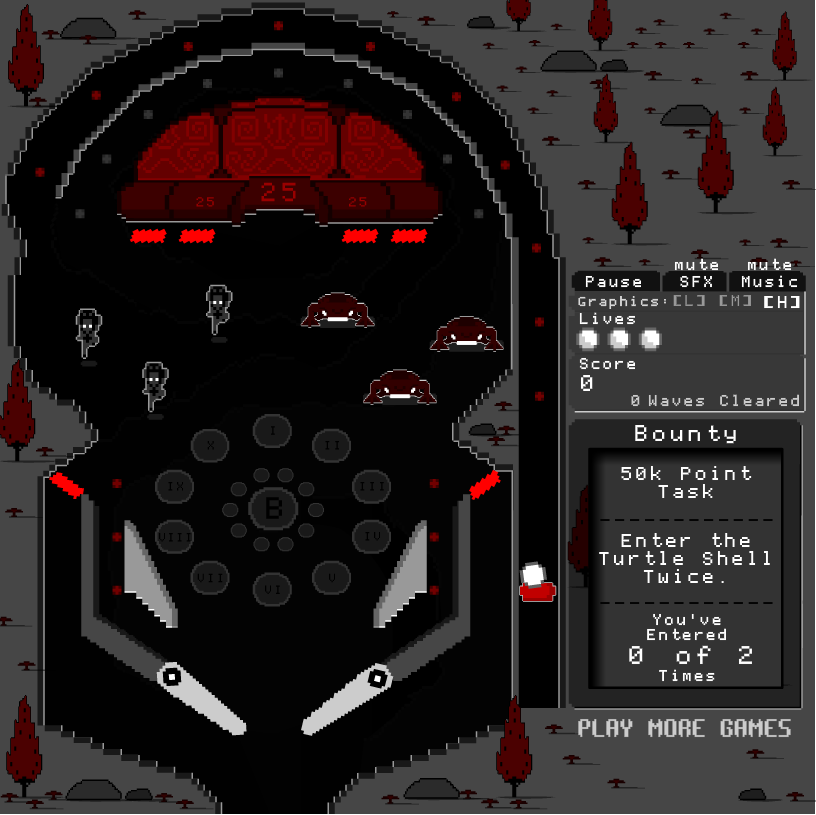 25
25
25
mute mute
Pause SFX Music
Graphics: [L] [M] [H]
Lives
Score
0
0 Waves Cleared
Bounty
50k Point
Task
Enter the
Turtle Shell
Twice.
You've
Entered
0 of 2
Times
I
X
II
IX
III
B
VIII
IV
VII
V
VI
PLAY MORE GAMES